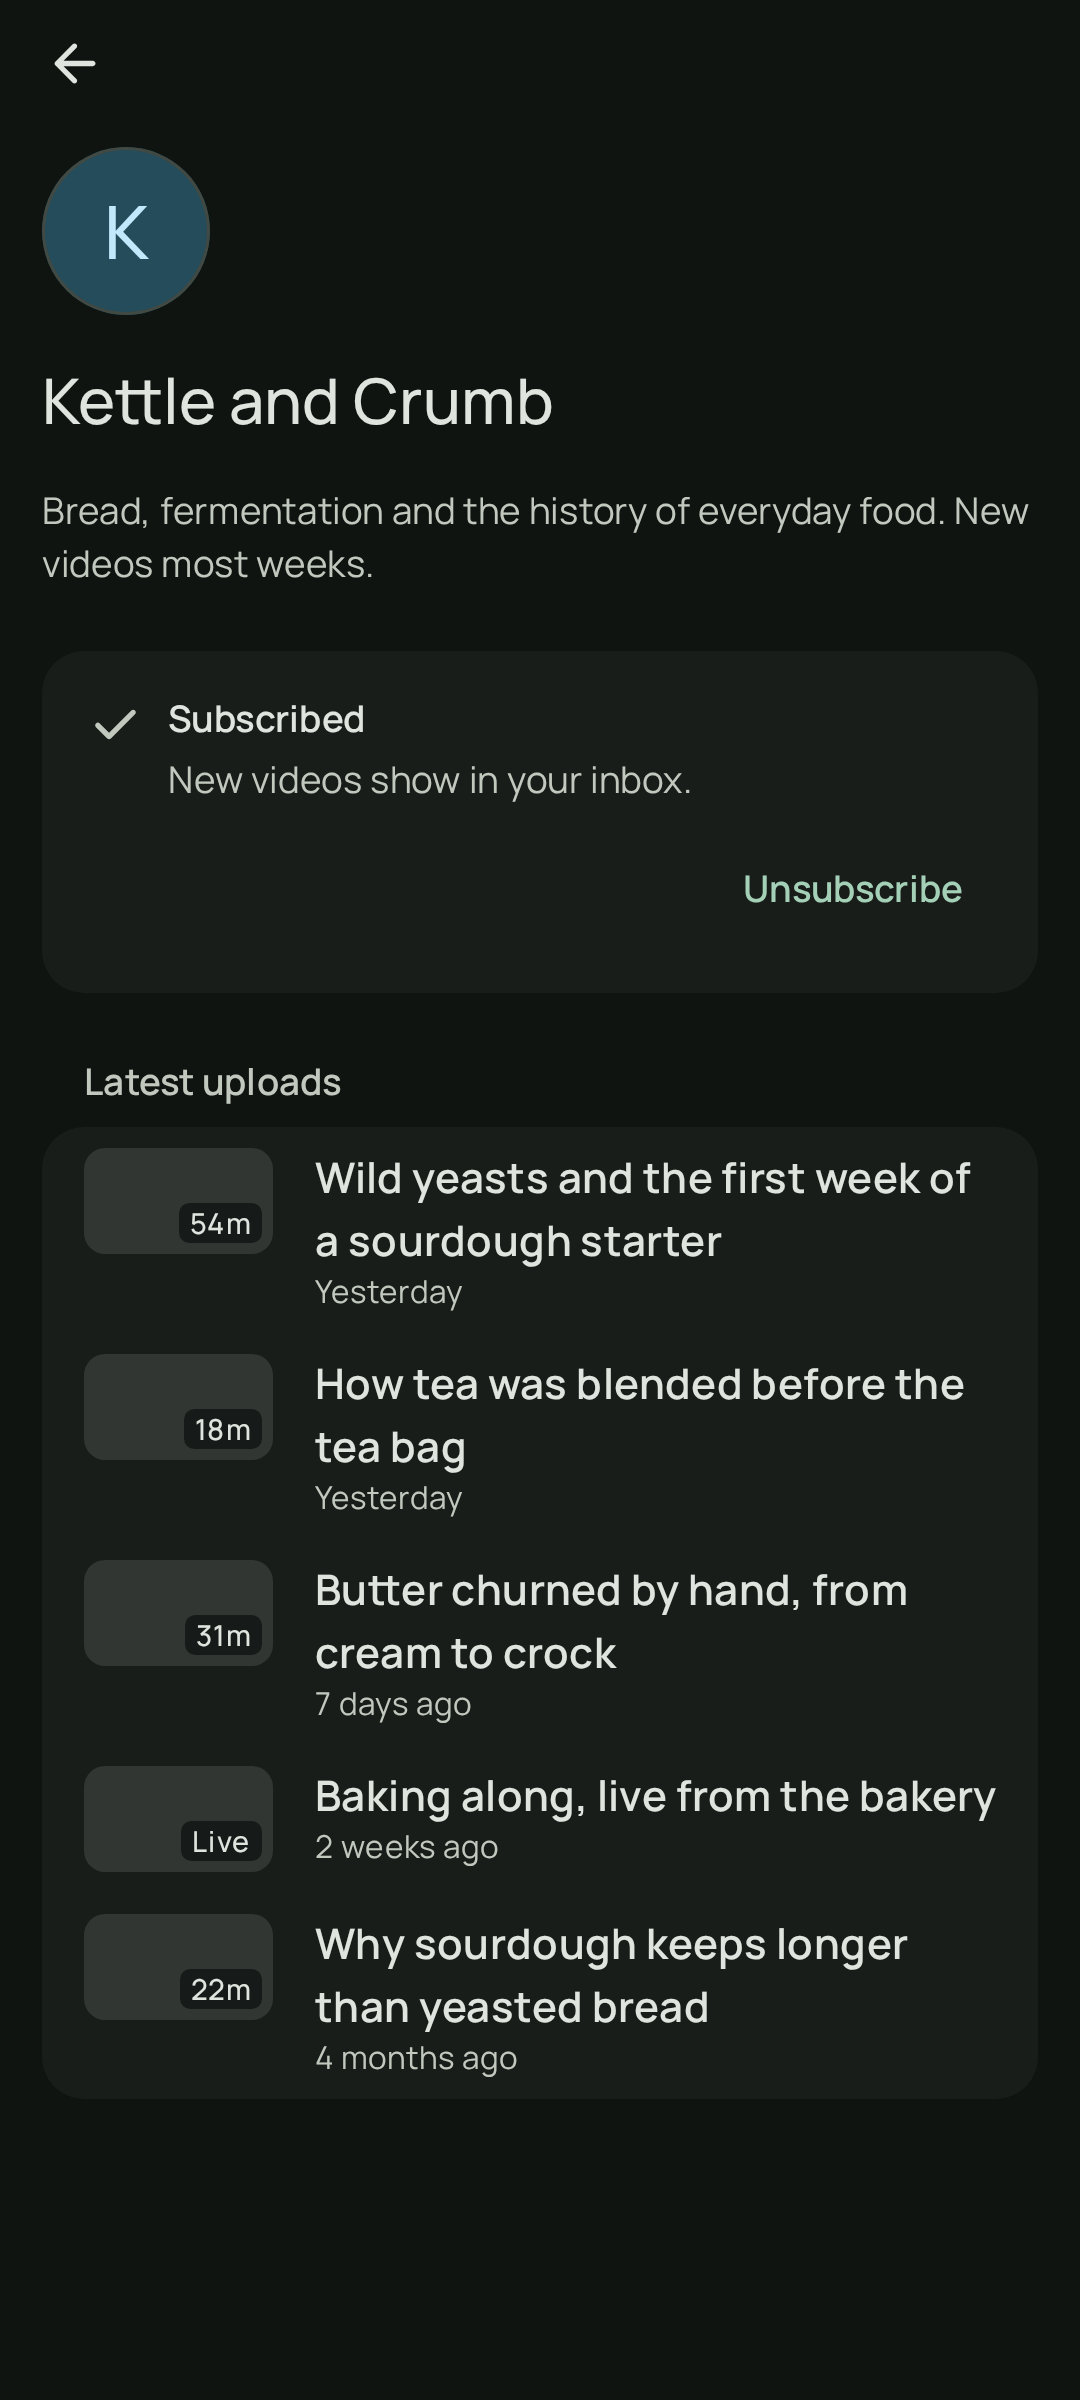 K
Kettle and Crumb
Bread, fermentation and the history of everyday food. New
videos most weeks.
Subscribed
New videos show in your inbox.
Unsubscribe
Latest uploads
54m
Wild yeasts and the first week of
a sourdough starter
Yesterday
18m
How tea was blended before the
tea bag
Yesterday
31m
Butter churned by hand, from
cream to crock
7 days ago
Live
Baking along, live from the bakery
2 weeks ago
22m
Why sourdough keeps longer
than yeasted bread
4 months ago